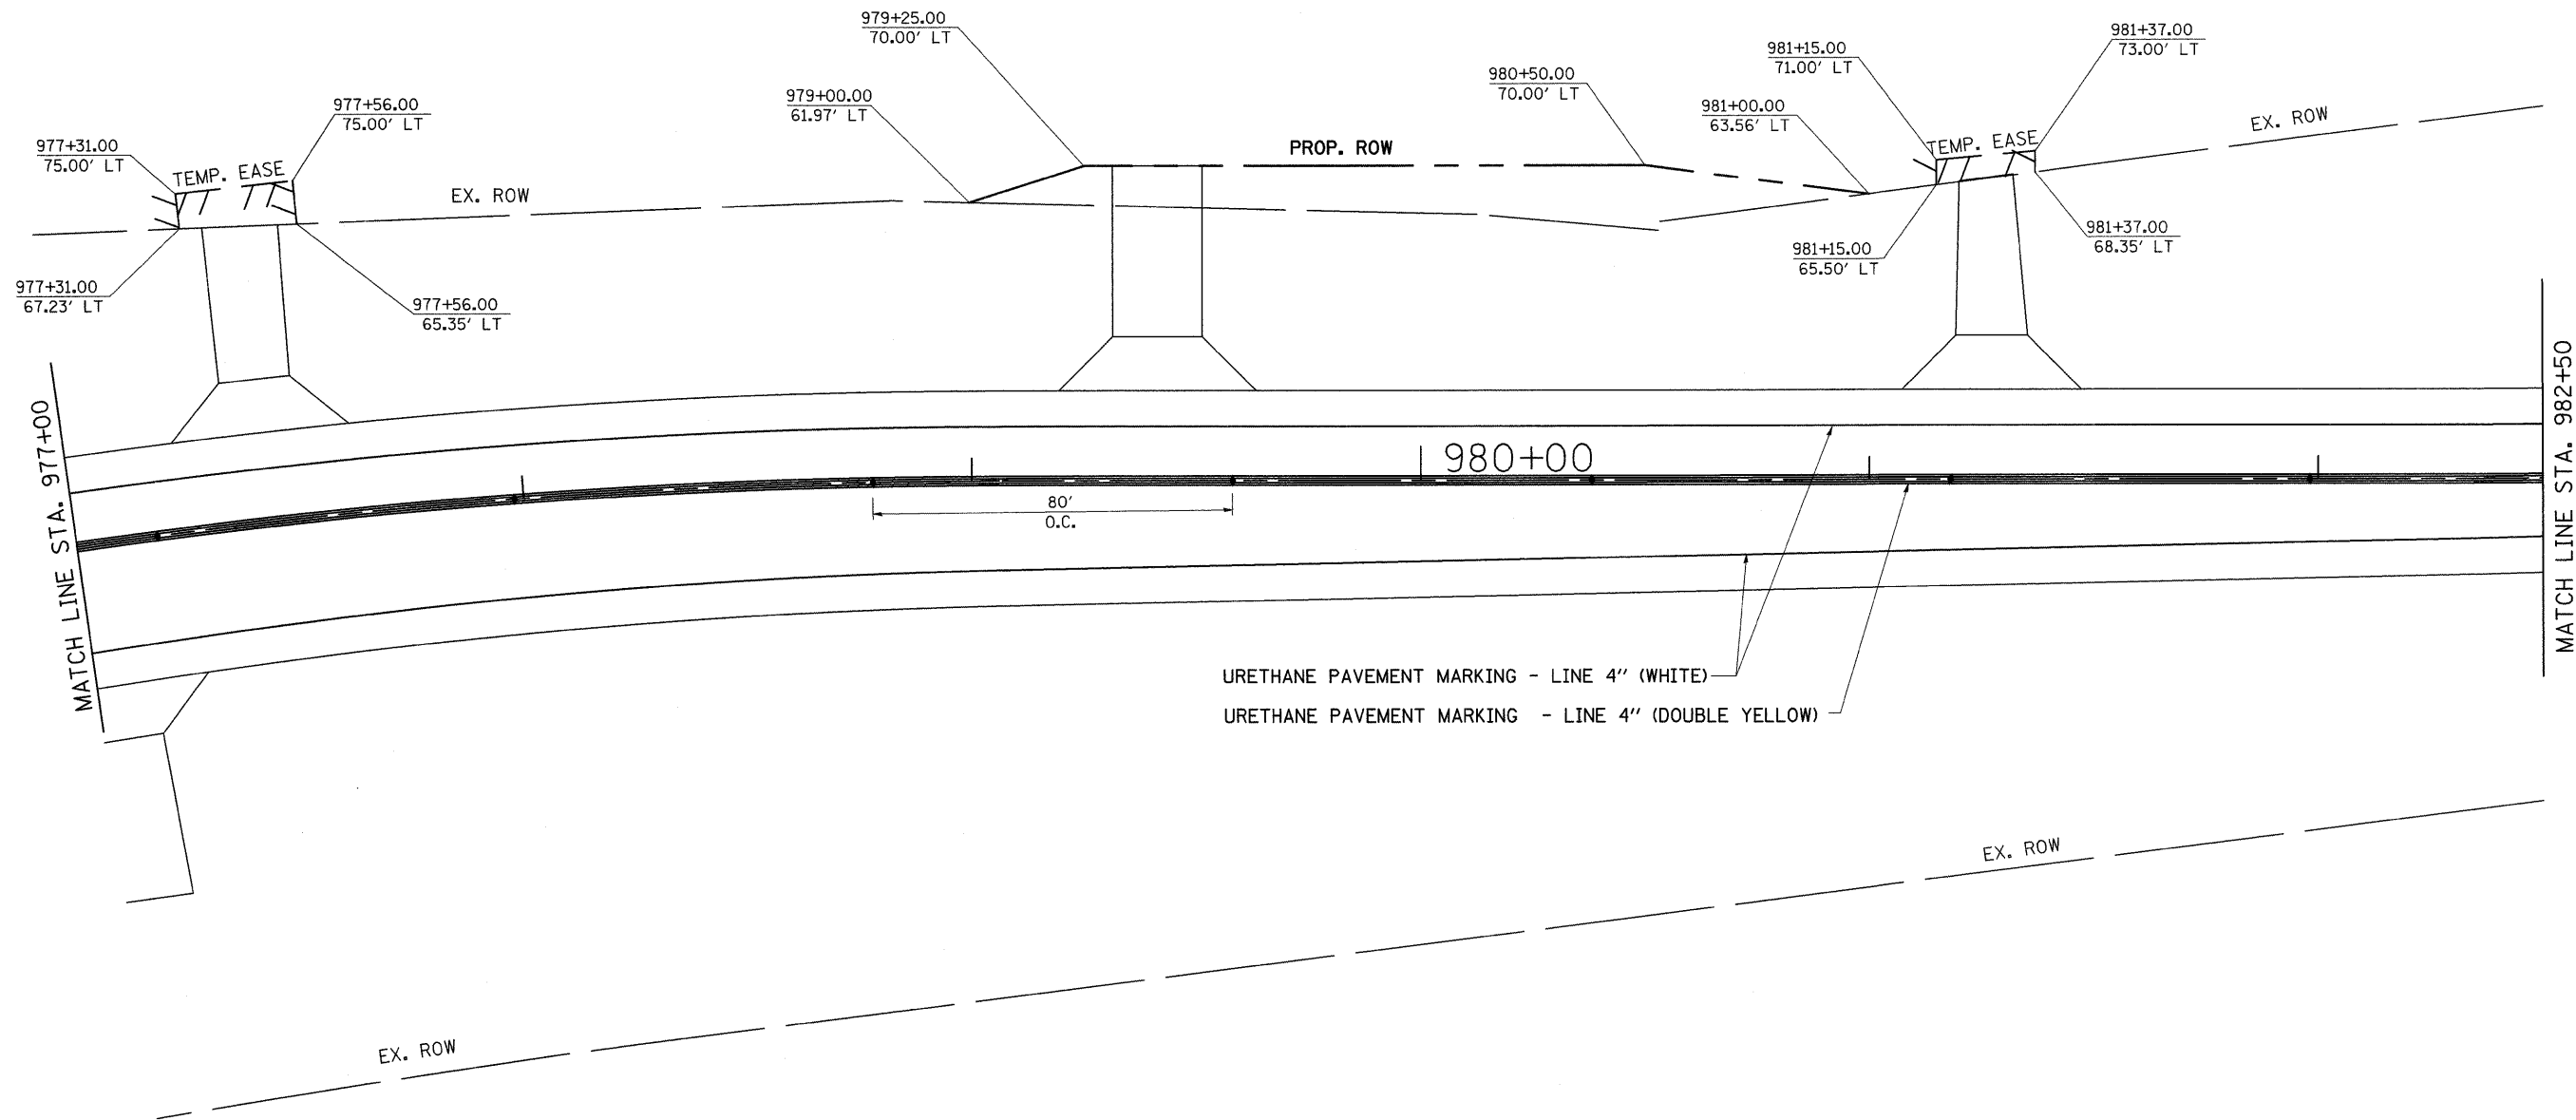 979+25.00
70.00' LT
981+37.00
73.00' LT
981+15.00
71.00' LT
980+50.00
70.00' LT
979+00.00
61.97' LT
977+56.00
75.00' LT
981+00.00
63.56' LT
977+31.00
75.00' LT
TEMP. EASE
EX. ROW
PROP. ROW
TEMP. EASE
EX. ROW
981+15.00
65.50' LT
981+37.00
68.35' LT
977+31.00
67.23' LT
977+56.00
65.35' LT
MATCH LINE STA. 977+00
980+00
80'
O.C.
MATCH LINE STA. 982+50
URETHANE PAVEMENT MARKING - LINE 4" (WHITE)
URETHANE PAVEMENT MARKING - LINE 4" (DOUBLE YELLOW)
EX. ROW
EX. ROW